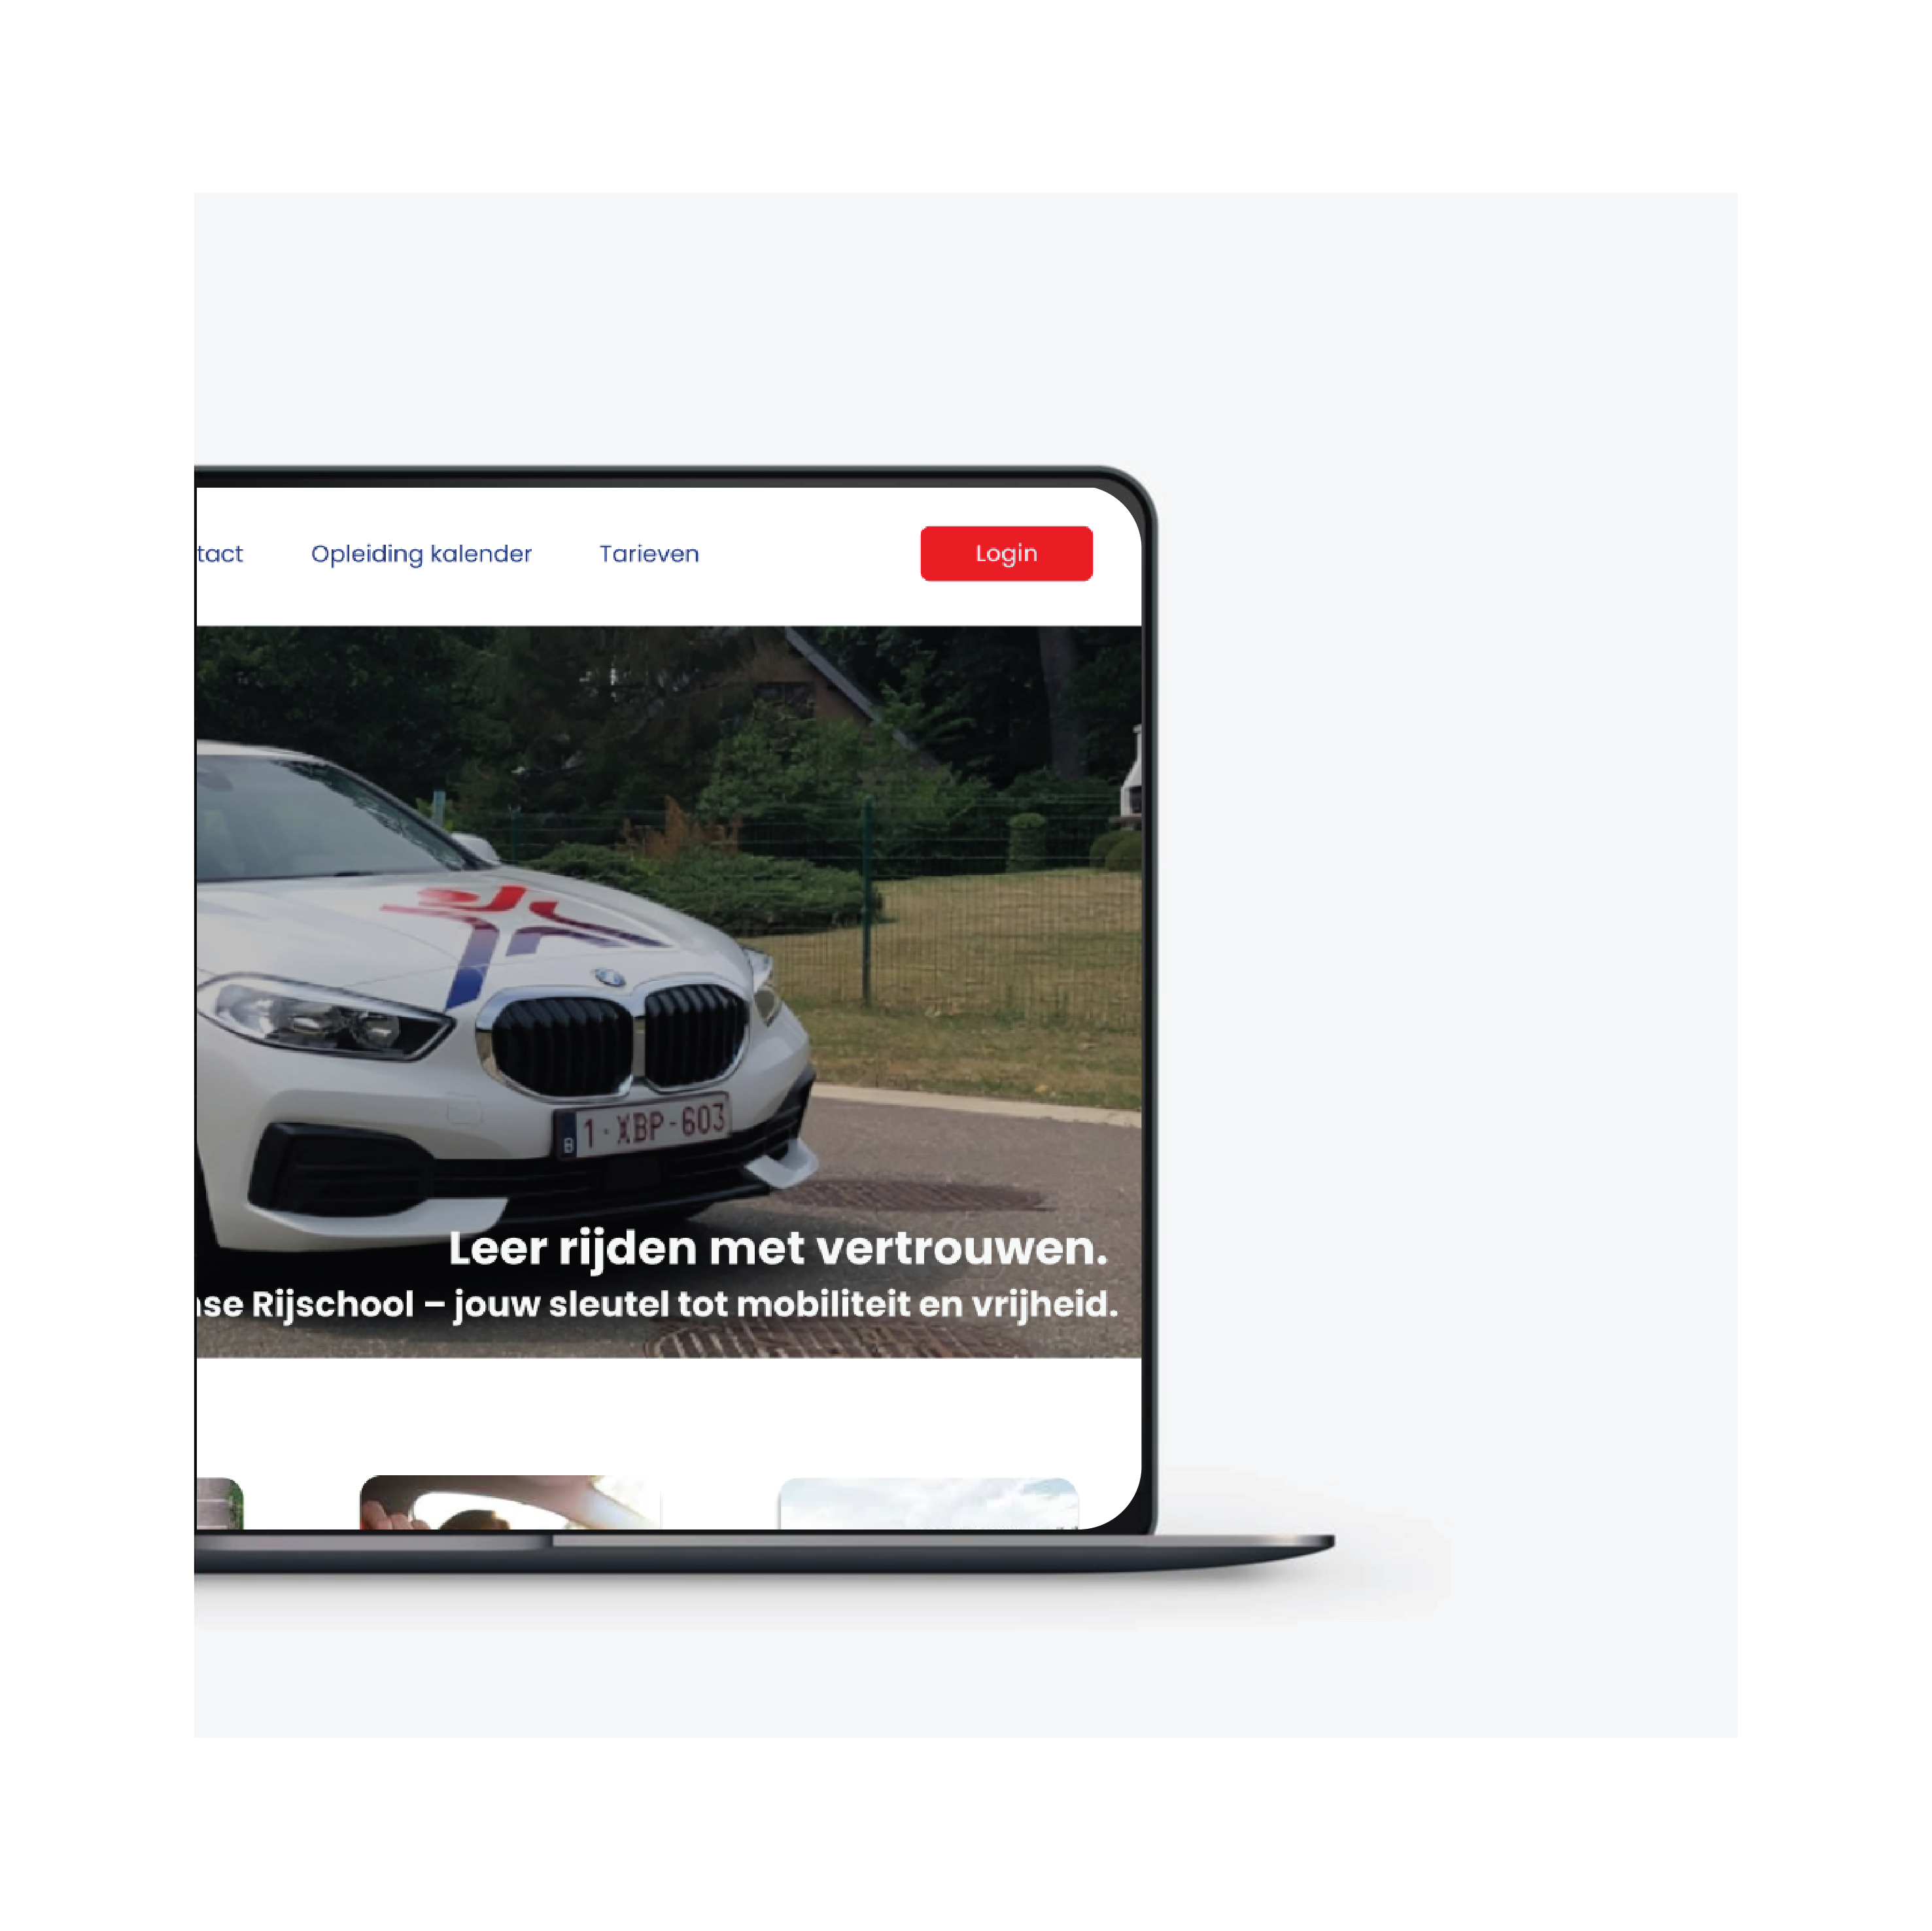 tact Opleiding kalender Tarieven Login
B 1-XBP-603
Leer rijden met vertrouwen.
nse Rijschool – jouw sleutel tot mobiliteit en vrijheid.